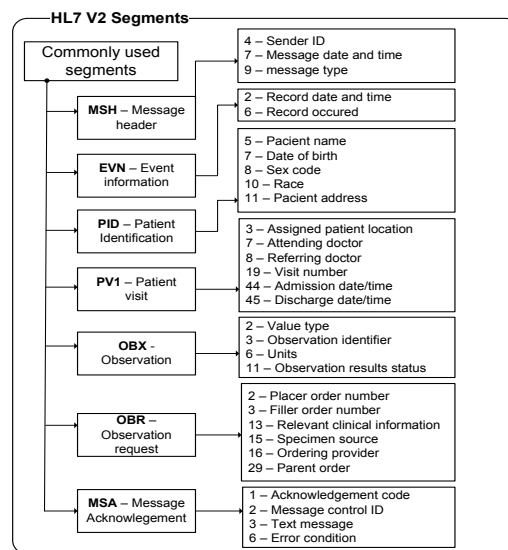 HL7 V2 Segments
Commonly used
segments
MSH – Message
header
4 – Sender ID
7 – Message date and time
9 – message type
EVN – Event
information
2 – Record date and time
6 – Record occured
PID – Patient
Identification
5 – Pacient name
7 – Date of birth
8 – Sex code
10 – Race
11 – Pacient address
PV1 – Patient
visit
3 – Assigned patient location
7 – Attending doctor
8 – Referring doctor
19 – Visit number
44 – Admission date/time
45 – Discharge date/time
OBX -
Observation
2 – Value type
3 – Observation identifier
6 – Units
11 – Observation results status
OBR –
Observation
request
2 – Placer order number
3 – Filler order number
13 – Relevant clinical information
15 – Specimen source
16 – Ordering provider
29 – Parent order
MSA – Message
Acknowlegement
1 – Acknowledgement code
2 – Message control ID
3 – Text message
6 – Error condition